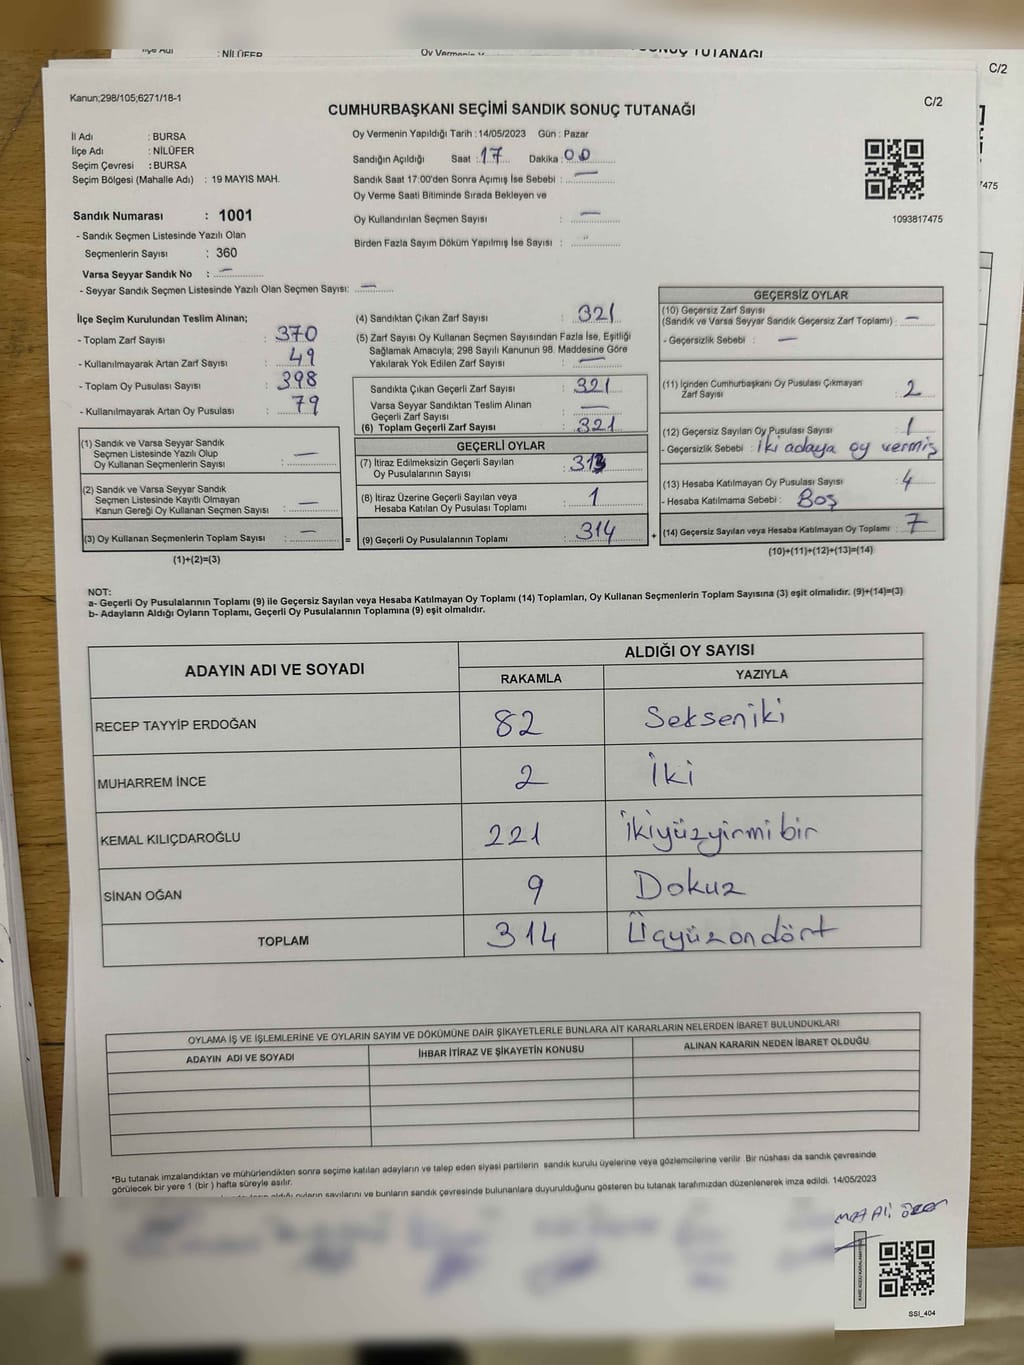 İlçe Adı : NİLÜFER Oy Vermenin SONUÇ TUTANAĞI
C/2
Kanun;298/105;6271/18-1
C/2
CUMHURBAŞKANI SEÇİMİ SANDIK SONUÇ TUTANAĞI
İl Adı : BURSA
İlçe Adı : NİLÜFER
Seçim Çevresi : BURSA
Seçim Bölgesi (Mahalle Adı) : 19 MAYIS MAH.
Sandık Numarası : 1001
- Sandık Seçmen Listesinde Yazılı Olan
Seçmenlerin Sayısı : 360
Varsa Seyyar Sandık No : —
- Seyyar Sandık Seçmen Listesinde Yazılı Olan Seçmen Sayısı: —
Oy Vermenin Yapıldığı Tarih :14/05/2023 Gün : Pazar
Sandığın Açıldığı Saat : 17 Dakika : 00
Sandık Saat 17:00'den Sonra Açımış İse Sebebi : —
Oy Verme Saati Bitiminde Sırada Bekleyen ve
Oy Kullandırılan Seçmen Sayısı : —
Birden Fazla Sayım Döküm Yapılmış İse Sayısı :
1093817475
7475
İlçe Seçim Kurulundan Teslim Alınan;
- Toplam Zarf Sayısı : 370
- Kullanılmayarak Artan Zarf Sayısı : 49
- Toplam Oy Pusulası Sayısı : 398
- Kullanılmayarak Artan Oy Pusulası : 79
(1) Sandık ve Varsa Seyyar Sandık
Seçmen Listesinde Yazılı Olup
Oy Kullanan Seçmenlerin Sayısı : —
(2) Sandık ve Varsa Seyyar Sandık
Seçmen Listesinde Kayıtlı Olmayan
Kanun Gereği Oy Kullanan Seçmen Sayısı : —
(3) Oy Kullanan Seçmenlerin Toplam Sayısı : — =
(1)+(2)=(3)
(4) Sandıktan Çıkan Zarf Sayısı : 321
(5) Zarf Sayısı Oy Kullanan Seçmen Sayısından Fazla İse, Eşitliği
Sağlamak Amacıyla; 298 Sayılı Kanunun 98. Maddesine Göre
Yakılarak Yok Edilen Zarf Sayısı : —
Sandıkta Çıkan Geçerli Zarf Sayısı : 321
Varsa Seyyar Sandıktan Teslim Alınan
Geçerli Zarf Sayısı : —
(6) Toplam Geçerli Zarf Sayısı : 321
GEÇERLİ OYLAR
(7) İtiraz Edilmeksizin Geçerli Sayılan
Oy Pusulalarının Sayısı : 313
(8) İtiraz Üzerine Geçerli Sayılan veya
Hesaba Katılan Oy Pusulası Toplamı : 1
(9) Geçerli Oy Pusulalarının Toplamı : 314 +
GEÇERSİZ OYLAR
(10) Geçersiz Zarf Sayısı
(Sandık ve Varsa Seyyar Sandık Geçersiz Zarf Toplamı) : —
- Geçersizlik Sebebi : —
(11) İçinden Cumhurbaşkanı Oy Pusulası Çıkmayan
Zarf Sayısı : 2
(12) Geçersiz Sayılan Oy Pusulası Sayısı : 1
- Geçersizlik Sebebi : İki adaya oy vermiş
(13) Hesaba Katılmayan Oy Pusulası Sayısı : 4
- Hesaba Katılmama Sebebi : Boş
(14) Geçersiz Sayılan veya Hesaba Katılmayan Oy Toplamı : 7
(10)+(11)+(12)+(13)=(14)
NOT:
a- Geçerli Oy Pusulalarının Toplamı (9) ile Geçersiz Sayılan veya Hesaba Katılmayan Oy Toplamı (14) Toplamları, Oy Kullanan Seçmenlerin Toplam Sayısına (3) eşit olmalıdır. (9)+(14)=(3)
b- Adayların Aldığı Oyların Toplamı, Geçerli Oy Pusulalarının Toplamına (9) eşit olmalıdır.
ADAYIN ADI VE SOYADI ALDIĞI OY SAYISI
RAKAMLA YAZIYLA
RECEP TAYYİP ERDOĞAN 82 Sekseniki
MUHARREM İNCE 2 İki
KEMAL KILIÇDAROĞLU 221 ikiyüzyirmibir
SİNAN OĞAN 9 Dokuz
TOPLAM 314 Üçyüzondört
OYLAMA İŞ VE İŞLEMLERİNE VE OYLARIN SAYIM VE DÖKÜMÜNE DAİR ŞİKAYETLERLE BUNLARA AİT KARARLARIN NELERDEN İBARET BULUNDUKLARI
ADAYIN ADI VE SOYADI İHBAR İTİRAZ VE ŞİKAYETİN KONUSU ALINAN KARARIN NEDEN İBARET OLDUĞU
*Bu tutanak imzalandıktan ve mühürlendikten sonra seçime katılan adayların ve talep eden siyasi partilerin sandık kurulu üyelerine veya gözlemcilerine verilir. Bir nüshası da sandık çevresinde
görülecek bir yere 1 (bir ) hafta süreyle asılır.
aldığı oyların sayılarını ve bunların sandık çevresinde bulunanlara duyurulduğunu gösteren bu tutanak tarafımızdan düzenlenerek imza edildi. 14/05/2023
SSİ_404